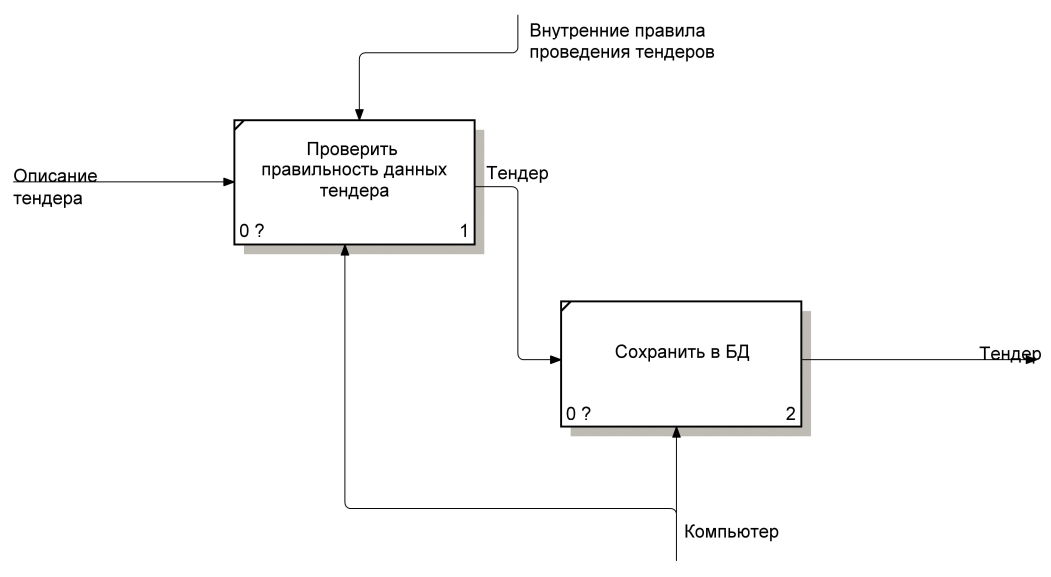 Внутренние правила
проведения тендеров
Проверить
правильность данных
тендера
0 ?
1
Описание
тендера
Тендер
Сохранить в БД
0 ?
2
Тендер
Компьютер